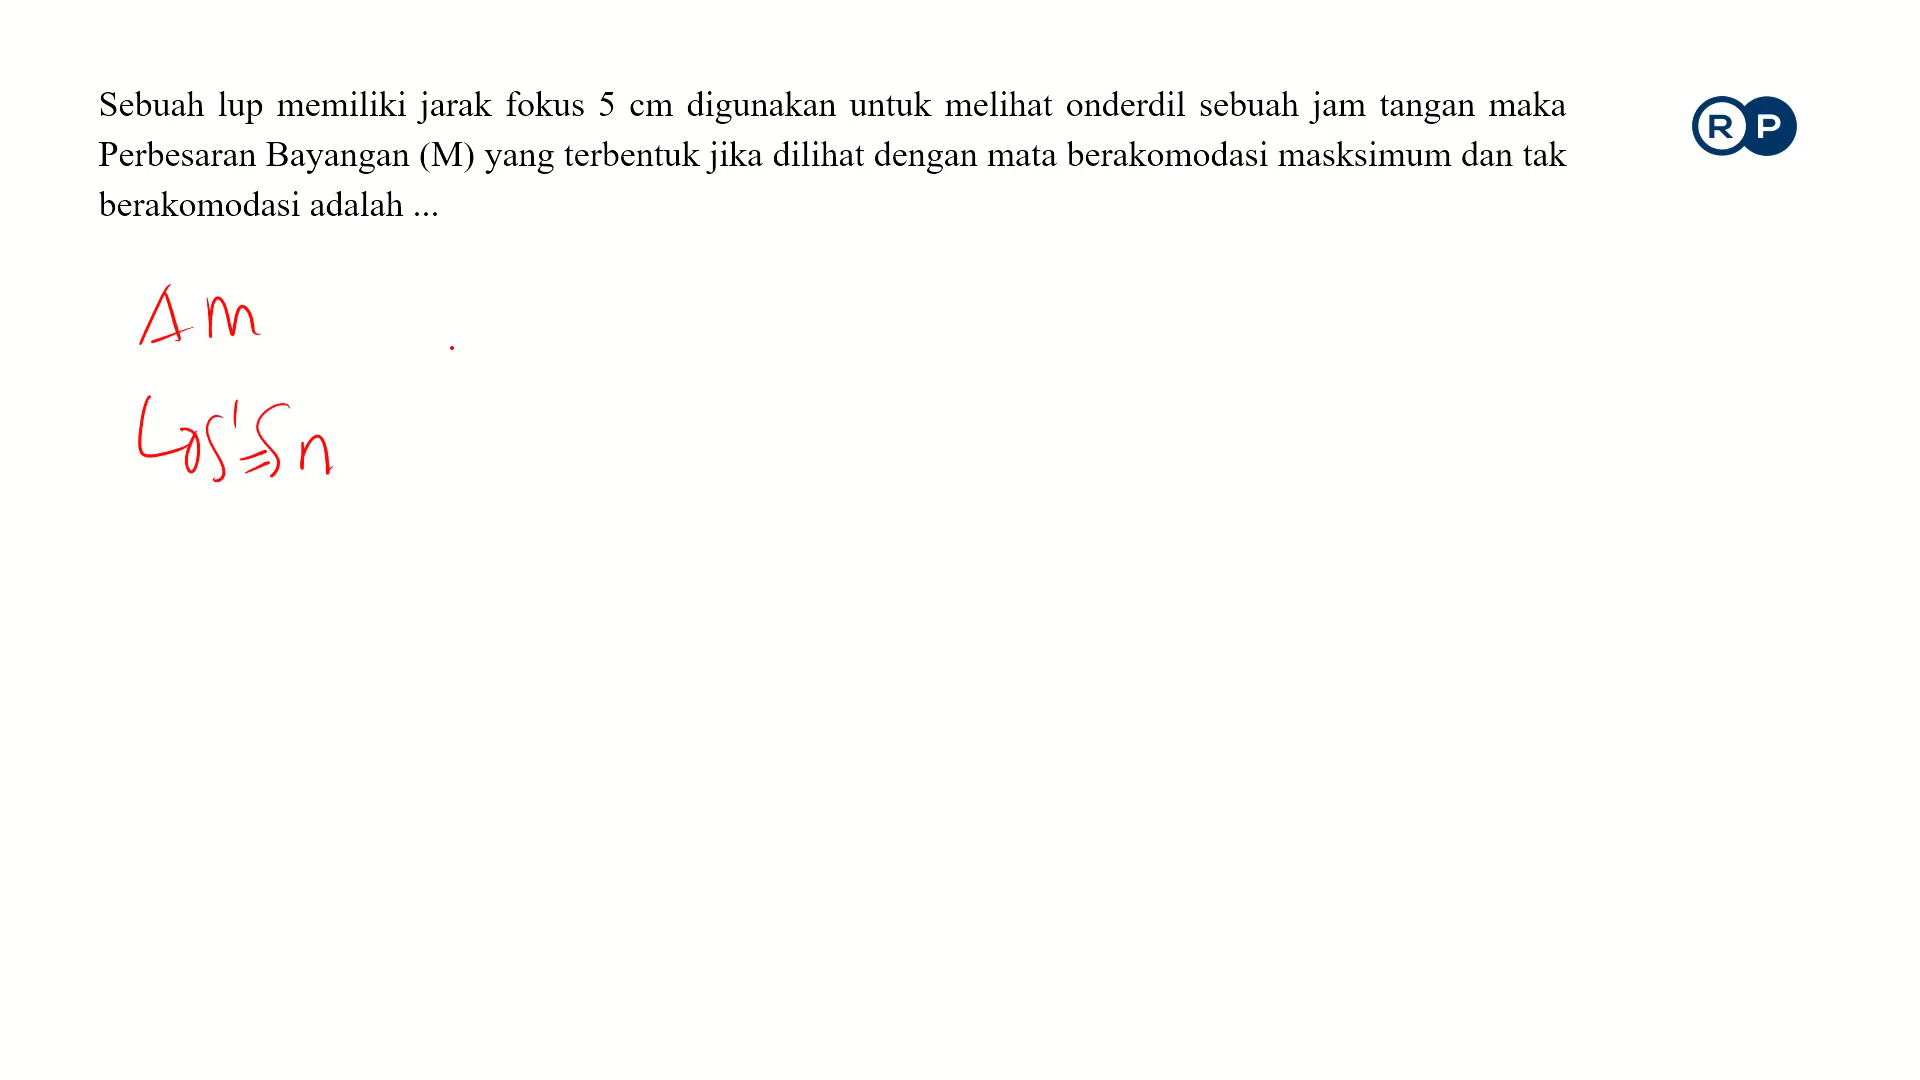 Sebuah lup memiliki jarak fokus 5 cm digunakan untuk melihat onderdil sebuah jam tangan maka
RP
Perbesaran Bayangan (M) yang terbentuk jika dilihat dengan mata berakomodasi masksimum dan tak
berakomodasi adalah ...
AM